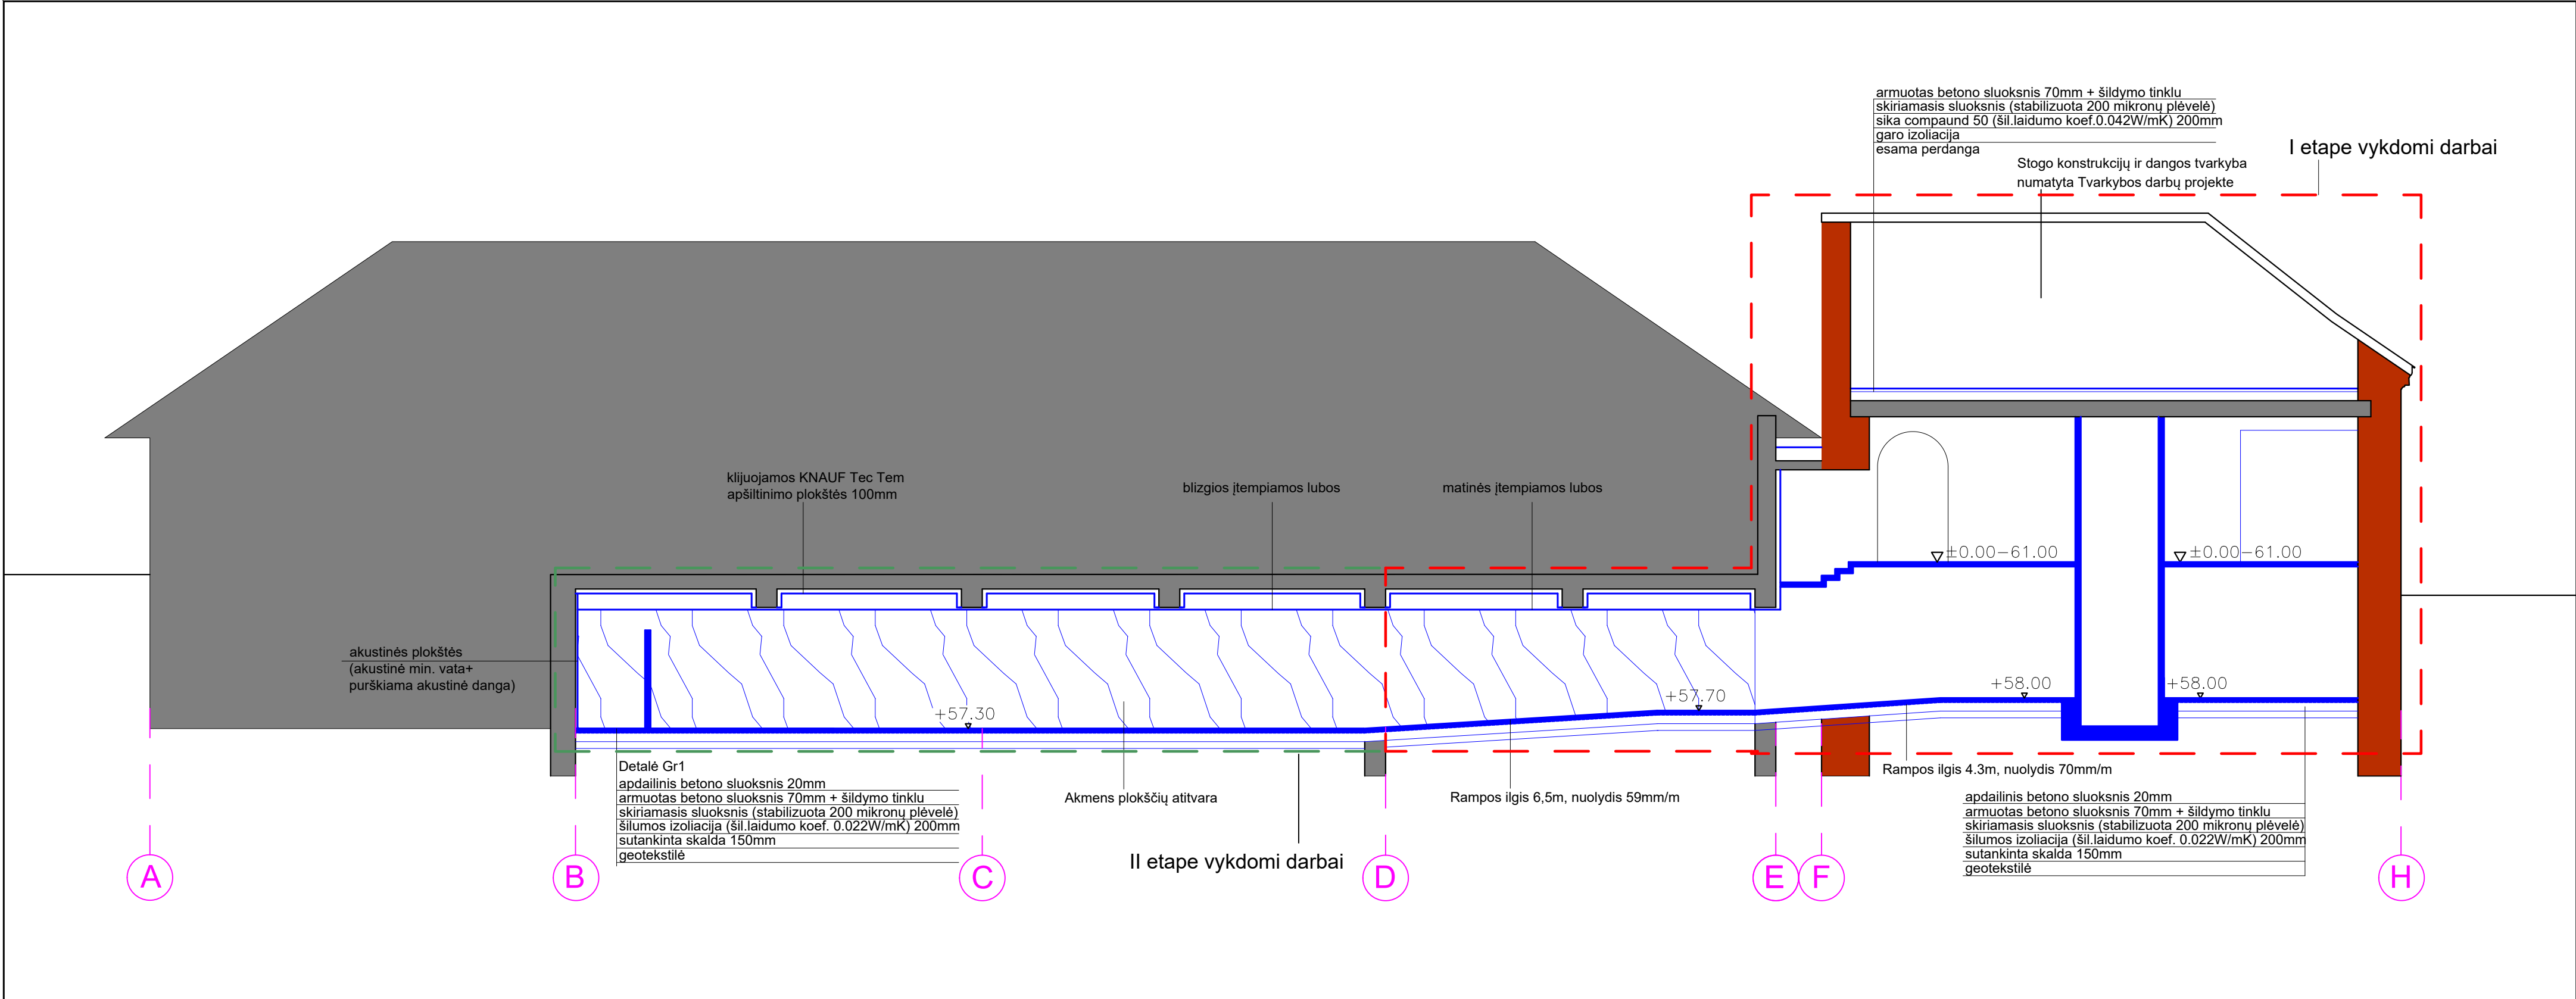 armuotas betono sluoksnis 70mm + šildymo tinklu
skiriamasis sluoksnis (stabilizuota 200 mikronų plėvelė)
sika compaund 50 (šil.laidumo koef.0.042W/mK) 200mm
garo izoliacija
esama perdanga
Stogo konstrukcijų ir dangos tvarkyba
numatyta Tvarkybos darbų projekte
I etape vykdomi darbai
klijuojamos KNAUF Tec Tem
apšiltinimo plokštės 100mm
blizgios įtempiamos lubos
matinės įtempiamos lubos
±0.00-61.00
±0.00-61.00
akustinės plokštės
(akustinė min. vata+
purškiama akustinė danga)
+57.30
+57.70
+58.00
+58.00
Detalė Gr1
apdailinis betono sluoksnis 20mm
armuotas betono sluoksnis 70mm + šildymo tinklu
skiriamasis sluoksnis (stabilizuota 200 mikronų plėvelė)
šilumos izoliacija (šil.laidumo koef. 0.022W/mK) 200mm
sutankinta skalda 150mm
geotekstilė
Akmens plokščių atitvara
Rampos ilgis 6,5m, nuolydis 59mm/m
Rampos ilgis 4.3m, nuolydis 70mm/m
apdailinis betono sluoksnis 20mm
armuotas betono sluoksnis 70mm + šildymo tinklu
skiriamasis sluoksnis (stabilizuota 200 mikronų plėvelė)
šilumos izoliacija (šil.laidumo koef. 0.022W/mK) 200mm
sutankinta skalda 150mm
geotekstilė
II etape vykdomi darbai
A
B
C
D
E
F
H